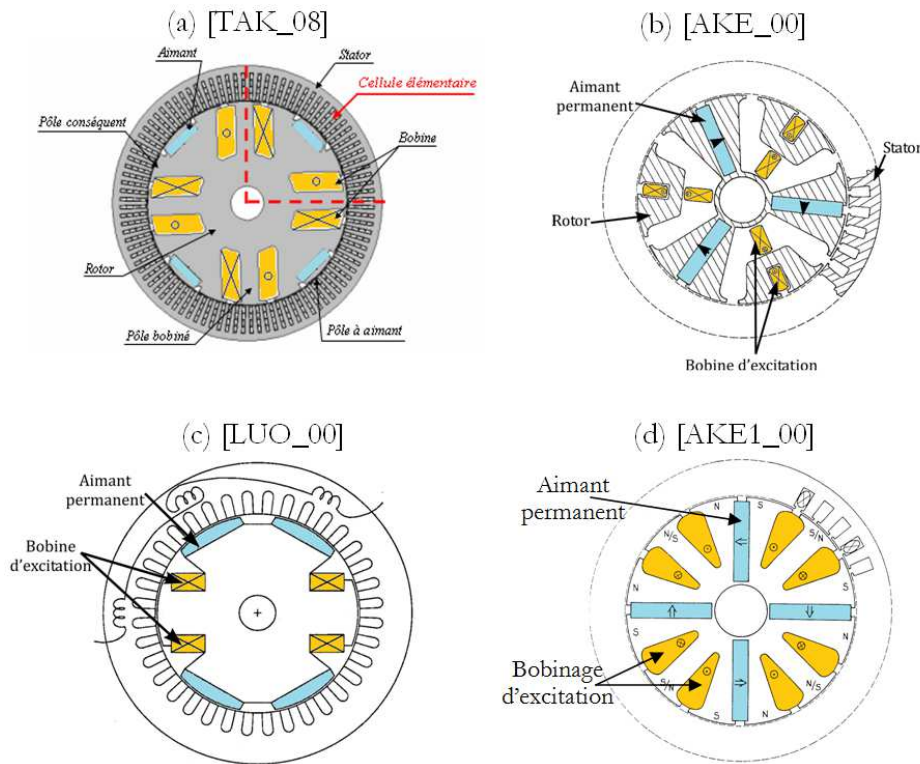 (a) [TAK_08]
Aimant
Stator
Cellule élémentaire
Pôle conséquent
Bobine
Rotor
Pôle bobiné
Pôle à aimant
(b) [AKE_00]
Aimant
permanent
Stator
Rotor
Bobine d'excitation
(c) [LUO_00]
Aimant
permanent
Bobine
d'excitation
+
(d) [AKE1_00]
Aimant
permanent
N
S
N/S
S/N
N
S
S
N
S/N
N/S
S
N
Bobinage
d'excitation